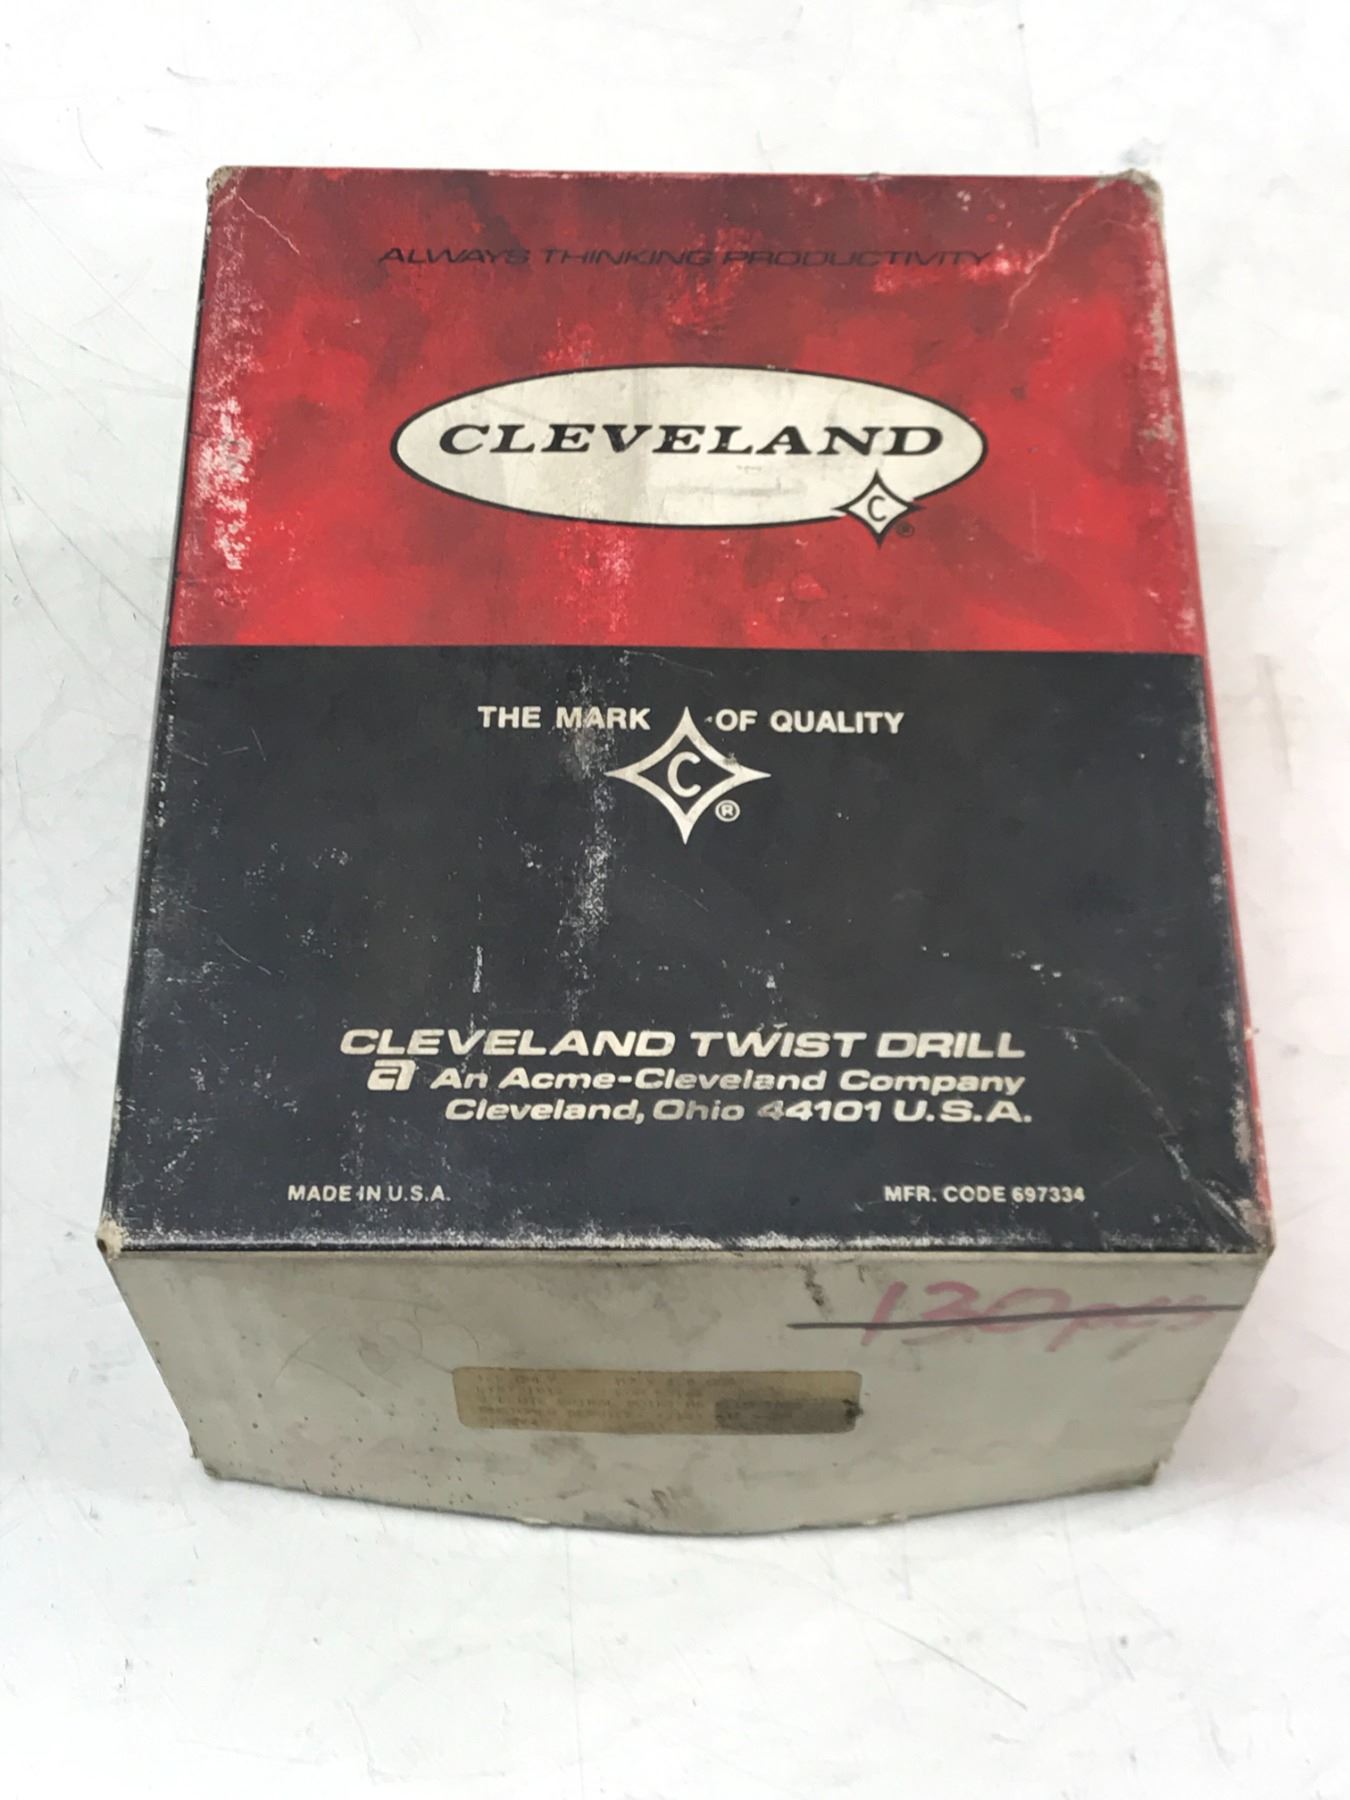 ALWAYS THINKING PRODUCTIVITY
CLEVELAND
C ®
THE MARK OF QUALITY
C ®
CLEVELAND TWIST DRILL
a An Acme-Cleveland Company
Cleveland, Ohio 44101 U.S.A.
MADE IN U.S.A. MFR. CODE 697334
130pcs